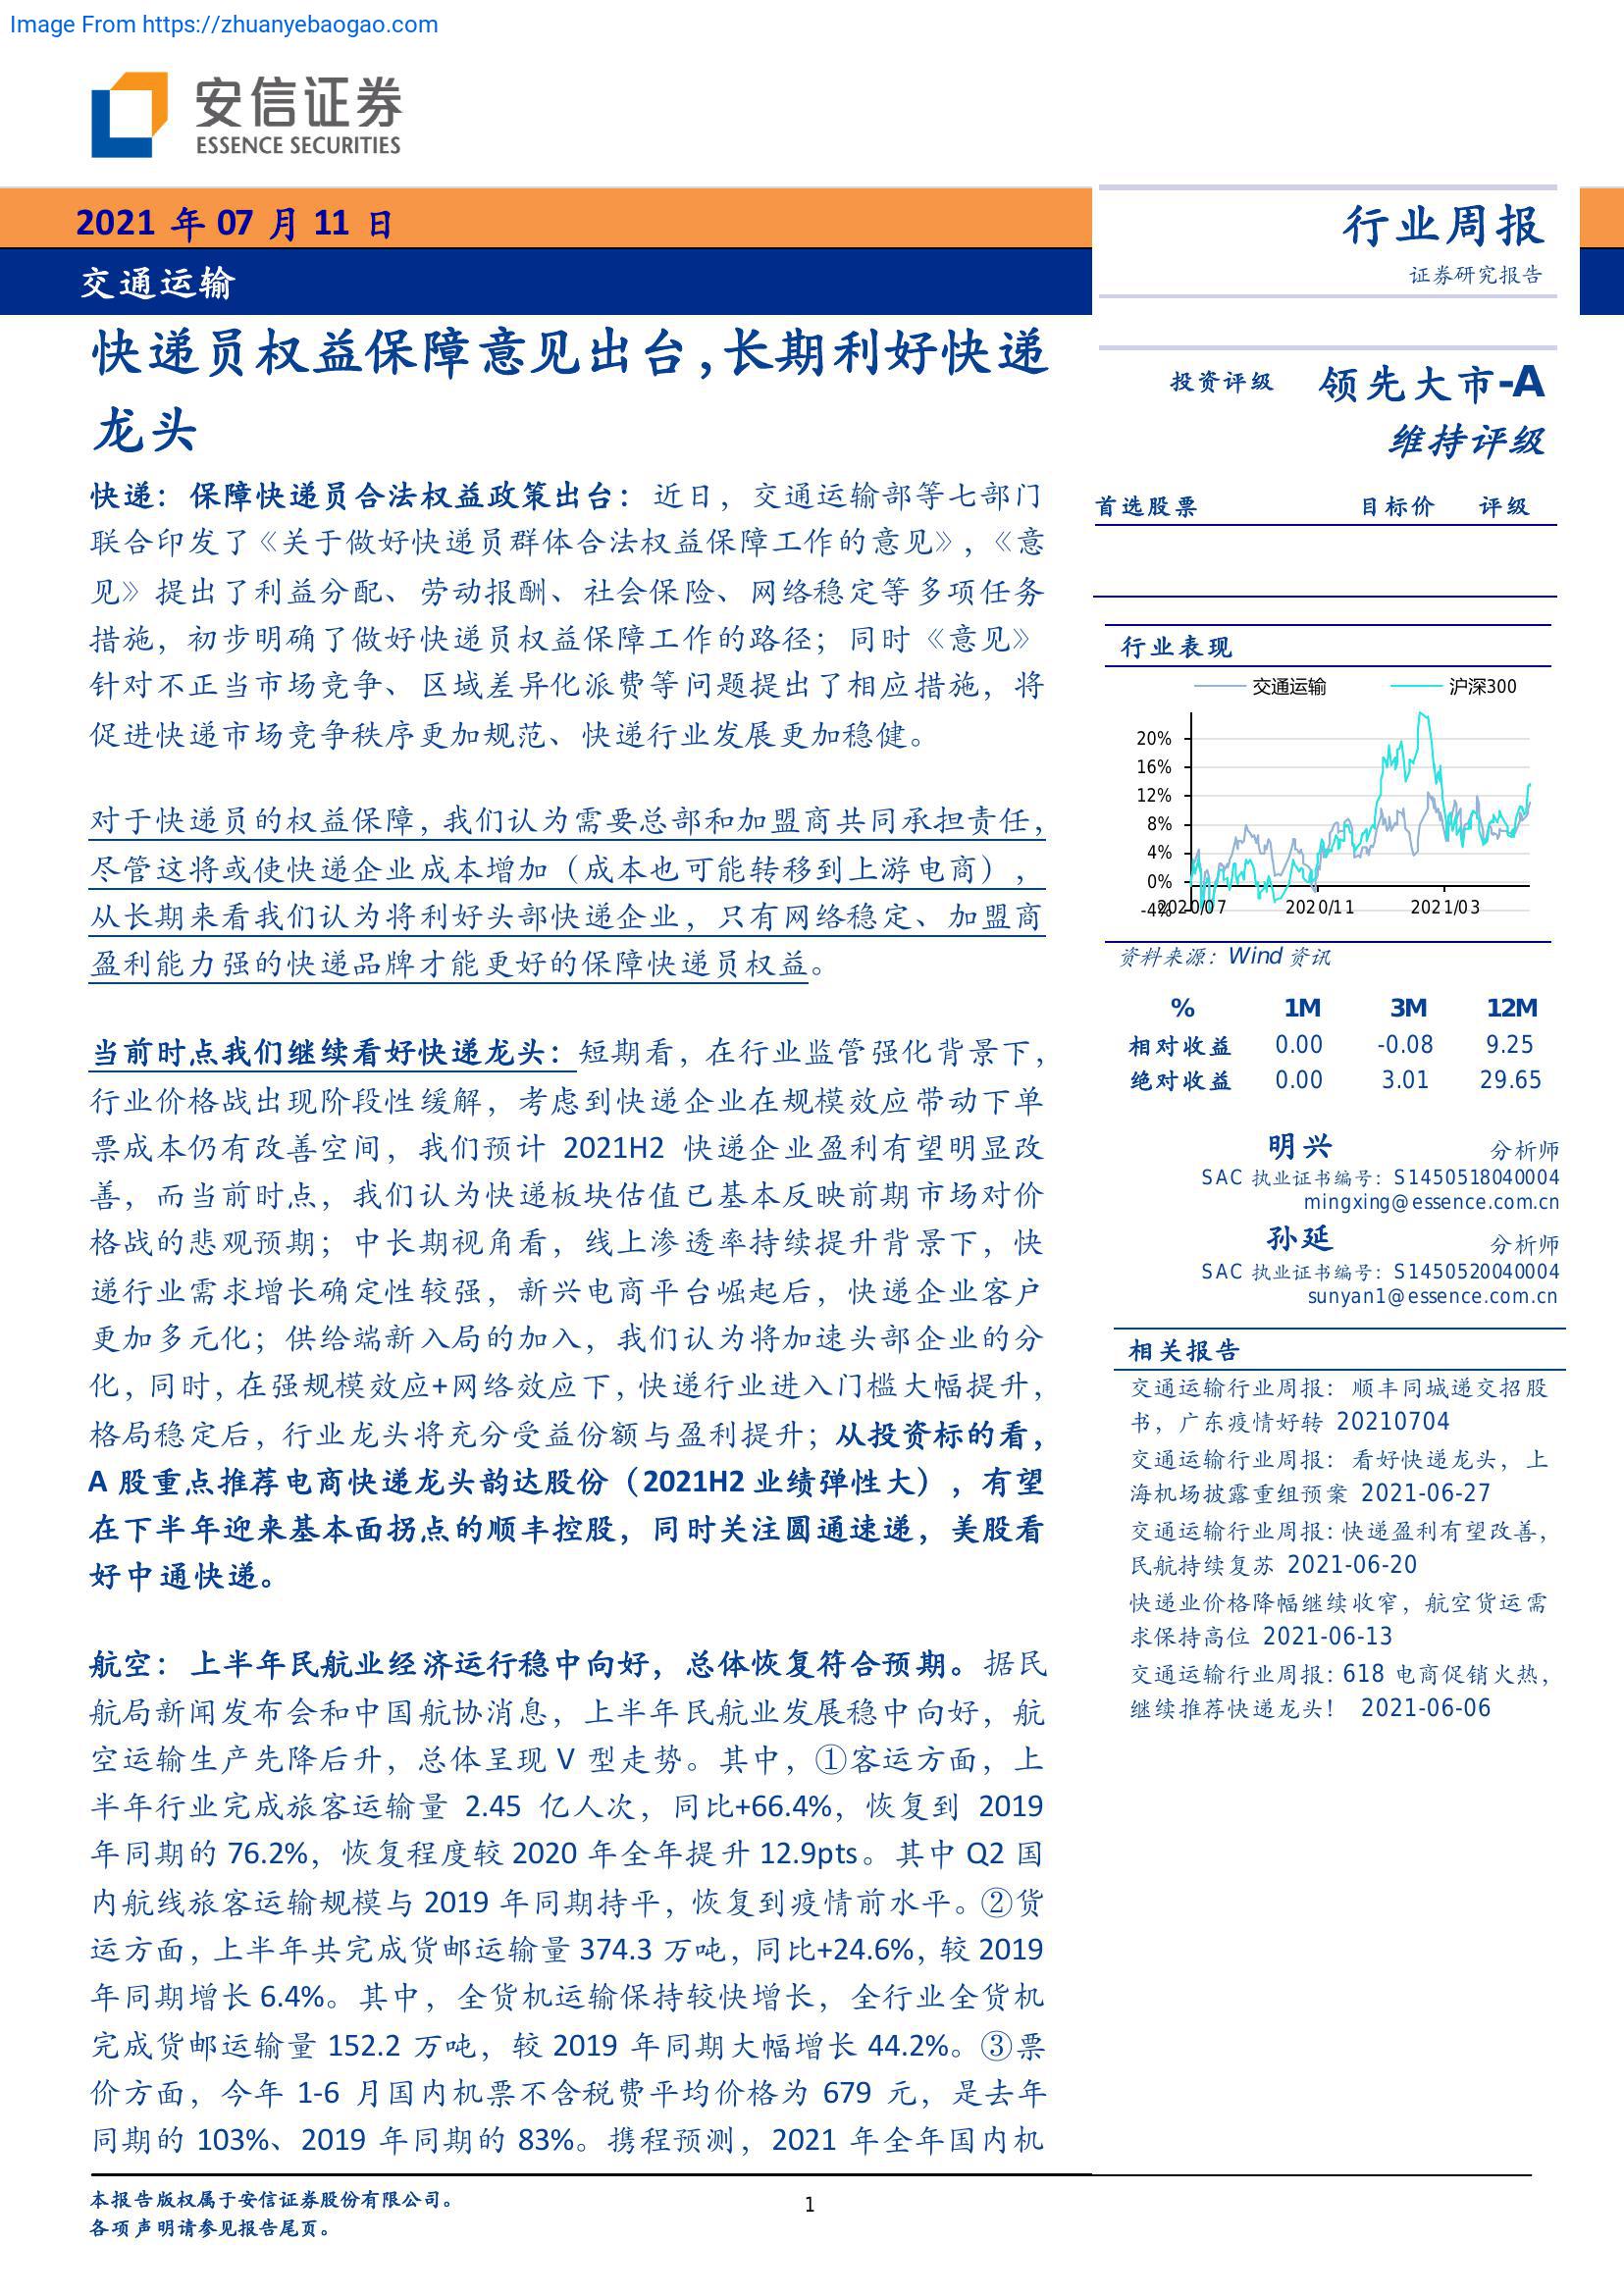 Image From https://zhuanyebaogao.com
安信证券
ESSENCE SECURITIES
2021 年 07 月 11 日
交通运输
快递员权益保障意见出台,长期利好快递
龙头
快递：保障快递员合法权益政策出台：近日，交通运输部等七部门
联合印发了《关于做好快递员群体合法权益保障工作的意见》，《意
见》提出了利益分配、劳动报酬、社会保险、网络稳定等多项任务
措施，初步明确了做好快递员权益保障工作的路径；同时《意见》
针对不正当市场竞争、区域差异化派费等问题提出了相应措施，将
促进快递市场竞争秩序更加规范、快递行业发展更加稳健。
对于快递员的权益保障，我们认为需要总部和加盟商共同承担责任，
尽管这将或使快递企业成本增加（成本也可能转移到上游电商），
从长期来看我们认为将利好头部快递企业，只有网络稳定、加盟商
盈利能力强的快递品牌才能更好的保障快递员权益。
当前时点我们继续看好快递龙头：短期看，在行业监管强化背景下，
行业价格战出现阶段性缓解，考虑到快递企业在规模效应带动下单
票成本仍有改善空间，我们预计 2021H2 快递企业盈利有望明显改
善，而当前时点，我们认为快递板块估值已基本反映前期市场对价
格战的悲观预期；中长期视角看，线上渗透率持续提升背景下，快
递行业需求增长确定性较强，新兴电商平台崛起后，快递企业客户
更加多元化；供给端新入局的加入，我们认为将加速头部企业的分
化，同时，在强规模效应+网络效应下，快递行业进入门槛大幅提升，
格局稳定后，行业龙头将充分受益份额与盈利提升；从投资标的看，
A 股重点推荐电商快递龙头韵达股份（2021H2 业绩弹性大），有望
在下半年迎来基本面拐点的顺丰控股，同时关注圆通速递，美股看
好中通快递。
航空：上半年民航业经济运行稳中向好，总体恢复符合预期。据民
航局新闻发布会和中国航协消息，上半年民航业发展稳中向好，航
空运输生产先降后升，总体呈现 V 型走势。其中，①客运方面，上
半年行业完成旅客运输量 2.45 亿人次，同比+66.4%，恢复到 2019
年同期的 76.2%，恢复程度较 2020 年全年提升 12.9pts。其中 Q2 国
内航线旅客运输规模与 2019 年同期持平，恢复到疫情前水平。②货
运方面，上半年共完成货邮运输量 374.3 万吨，同比+24.6%，较 2019
年同期增长 6.4%。其中，全货机运输保持较快增长，全行业全货机
完成货邮运输量 152.2 万吨，较 2019 年同期大幅增长 44.2%。③票
价方面，今年 1-6 月国内机票不含税费平均价格为 679 元，是去年
同期的 103%、2019 年同期的 83%。携程预测，2021 年全年国内机
行业周报
证券研究报告
投资评级 领先大市-A
维持评级
首选股票 目标价 评级
行业表现
交通运输 沪深300
20%
16%
12%
8%
4%
0%
-4%
2020/07 2020/11 2021/03
资料来源：Wind 资讯
% 1M 3M 12M
相对收益 0.00 -0.08 9.25
绝对收益 0.00 3.01 29.65
明兴 分析师
SAC 执业证书编号：S1450518040004
mingxing@essence.com.cn
孙延 分析师
SAC 执业证书编号：S1450520040004
sunyan1@essence.com.cn
相关报告
交通运输行业周报：顺丰同城递交招股
书，广东疫情好转 20210704
交通运输行业周报：看好快递龙头，上
海机场披露重组预案 2021-06-27
交通运输行业周报：快递盈利有望改善，
民航持续复苏 2021-06-20
快递业价格降幅继续收窄，航空货运需
求保持高位 2021-06-13
交通运输行业周报：618 电商促销火热，
继续推荐快递龙头！ 2021-06-06
本报告版权属于安信证券股份有限公司。
各项声明请参见报告尾页。
1